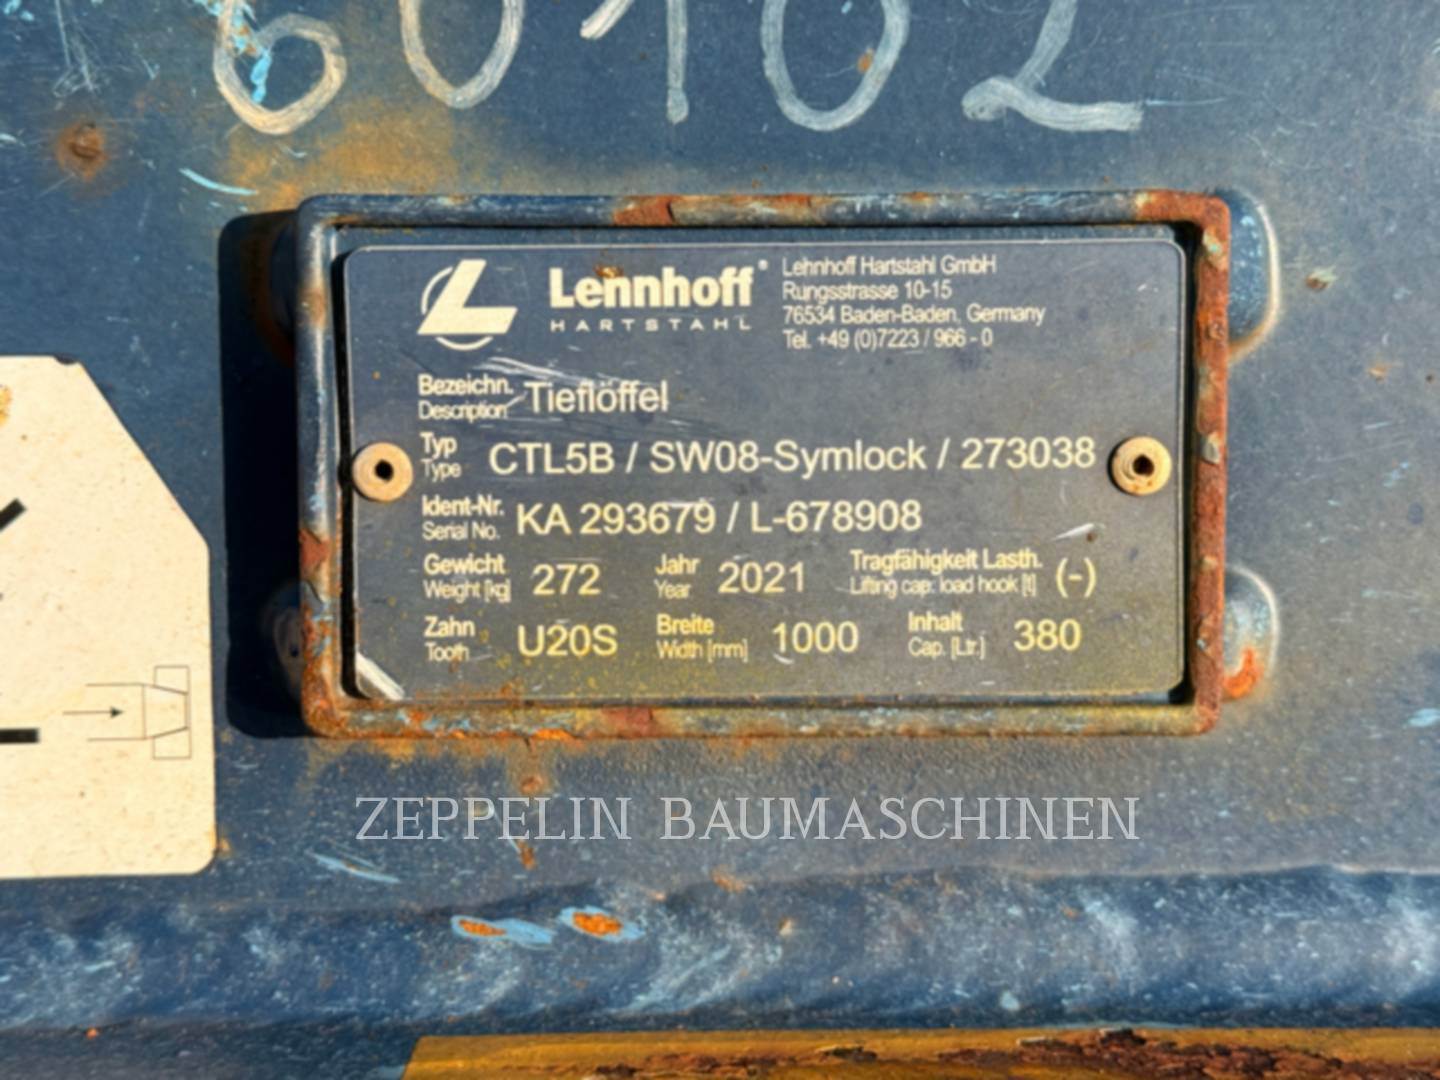 60102
Lennhoff®
HARTSTAHL
Lehnhoff Hartstahl GmbH
Rungsstrasse 10-15
76534 Baden-Baden, Germany
Tel. +49 (0)7223 / 966 - 0
Bezeichn. Tieflöffel
Description
Typ CTL5B / SW08-Symlock / 273038
Type
Ident-Nr. KA 293679 / L-678908
Serial No.
Gewicht 272 Jahr 2021 Tragfähigkeit Lasth. (-)
Weight [kg] Year Lifting cap. load hook [t]
Zahn U20S Breite 1000 Inhalt 380
Tooth Width [mm] Cap. [Ltr.]
ZEPPELIN BAUMASCHINEN